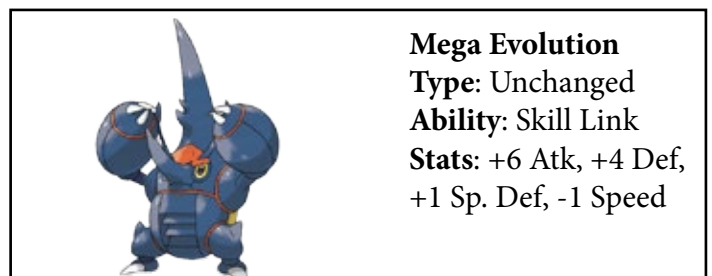 Mega Evolution
Type: Unchanged
Ability: Skill Link
Stats: +6 Atk, +4 Def,
+1 Sp. Def, -1 Speed